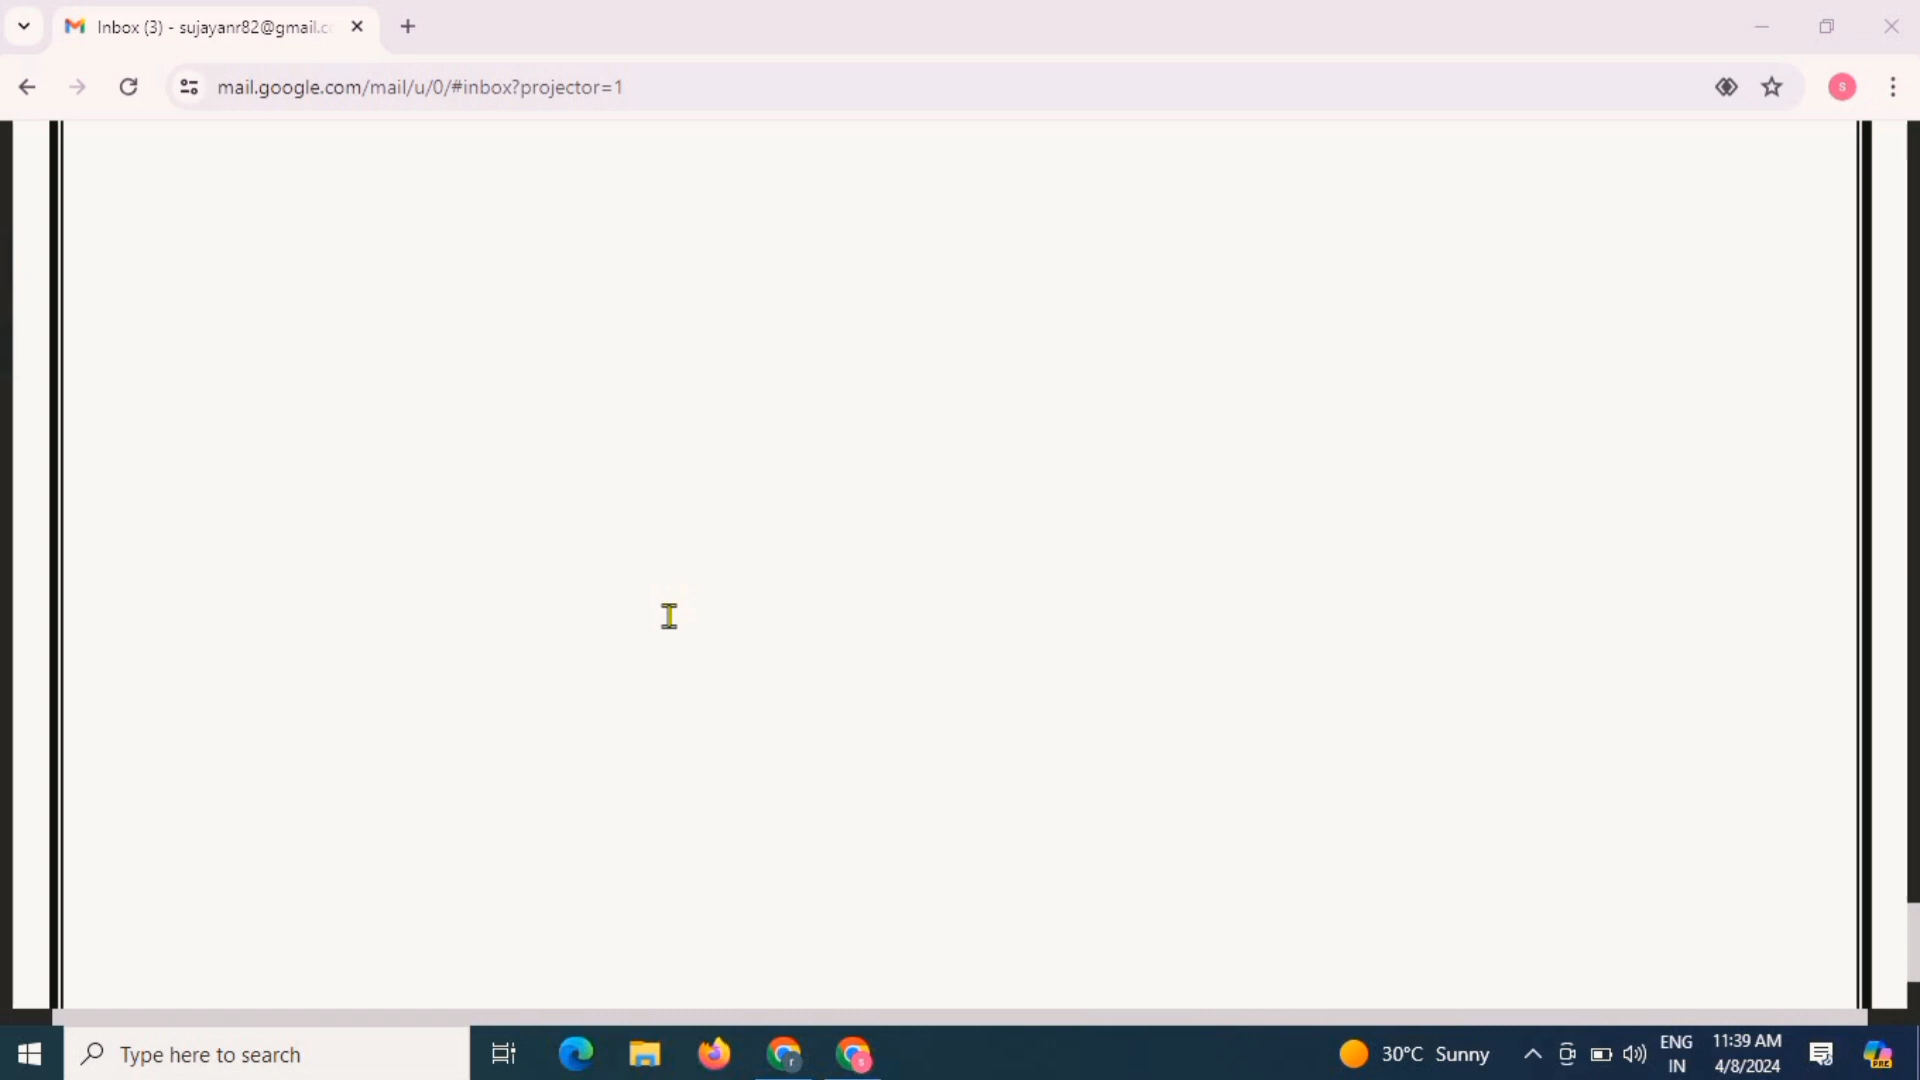 Inbox (3) - sujayanr82@gmail.c
mail.google.com/mail/u/0/#inbox?projector=1
s
Type here to search
r
s
30°C Sunny
ENG
IN
11:39 AM
4/8/2024
PRE